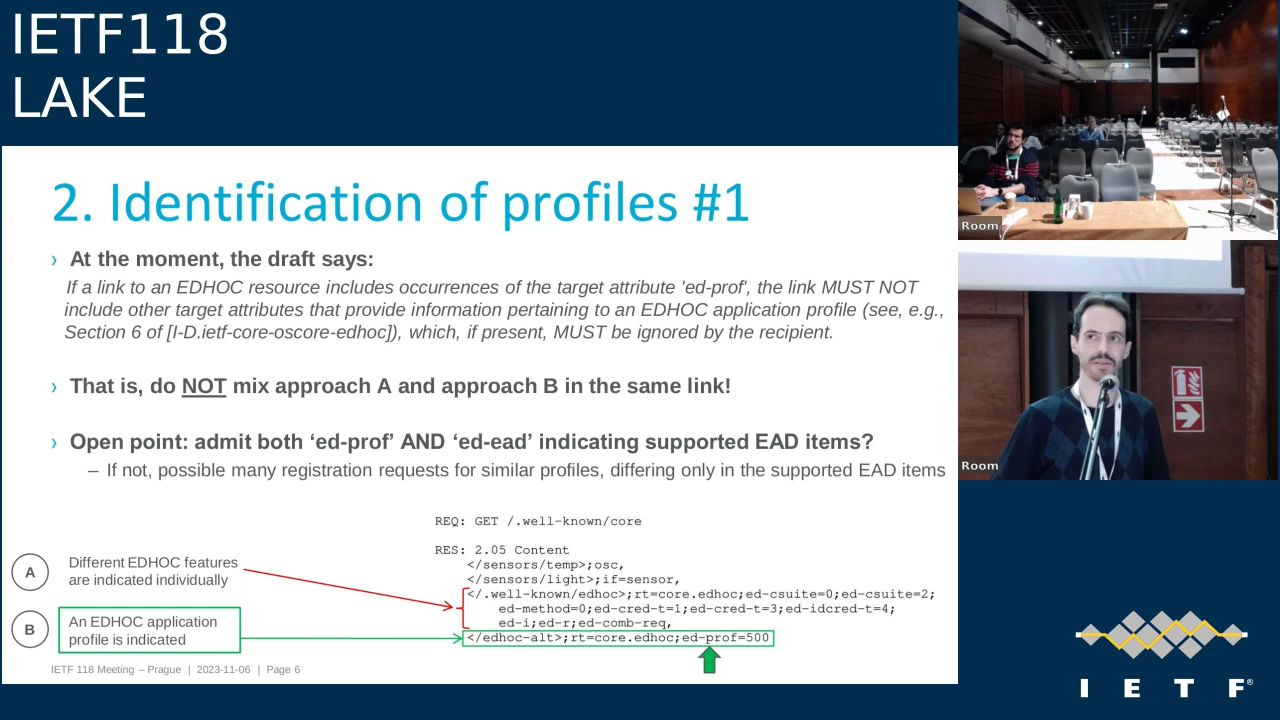 IETF118
LAKE
2. Identification of profiles #1
› At the moment, the draft says:
If a link to an EDHOC resource includes occurrences of the target attribute 'ed-prof', the link MUST NOT
include other target attributes that provide information pertaining to an EDHOC application profile (see, e.g.,
Section 6 of [I-D.ietf-core-oscore-edhoc]), which, if present, MUST be ignored by the recipient.
› That is, do NOT mix approach A and approach B in the same link!
› Open point: admit both ‘ed-prof’ AND ‘ed-ead’ indicating supported EAD items?
– If not, possible many registration requests for similar profiles, differing only in the supported EAD items
REQ: GET /.well-known/core
RES: 2.05 Content
</sensors/temp>;osc,
</sensors/light>;if=sensor,
</.well-known/edhoc>;rt=core.edhoc;ed-csuite=0;ed-csuite=2;
ed-method=0;ed-cred-t=1;ed-cred-t=3;ed-idcred-t=4;
ed-i;ed-r;ed-comb-req,
</edhoc-alt>;rt=core.edhoc;ed-prof=500
A
Different EDHOC features
are indicated individually
B
An EDHOC application
profile is indicated
IETF 118 Meeting – Prague | 2023-11-06 | Page 6
Room
Room
I E T F®